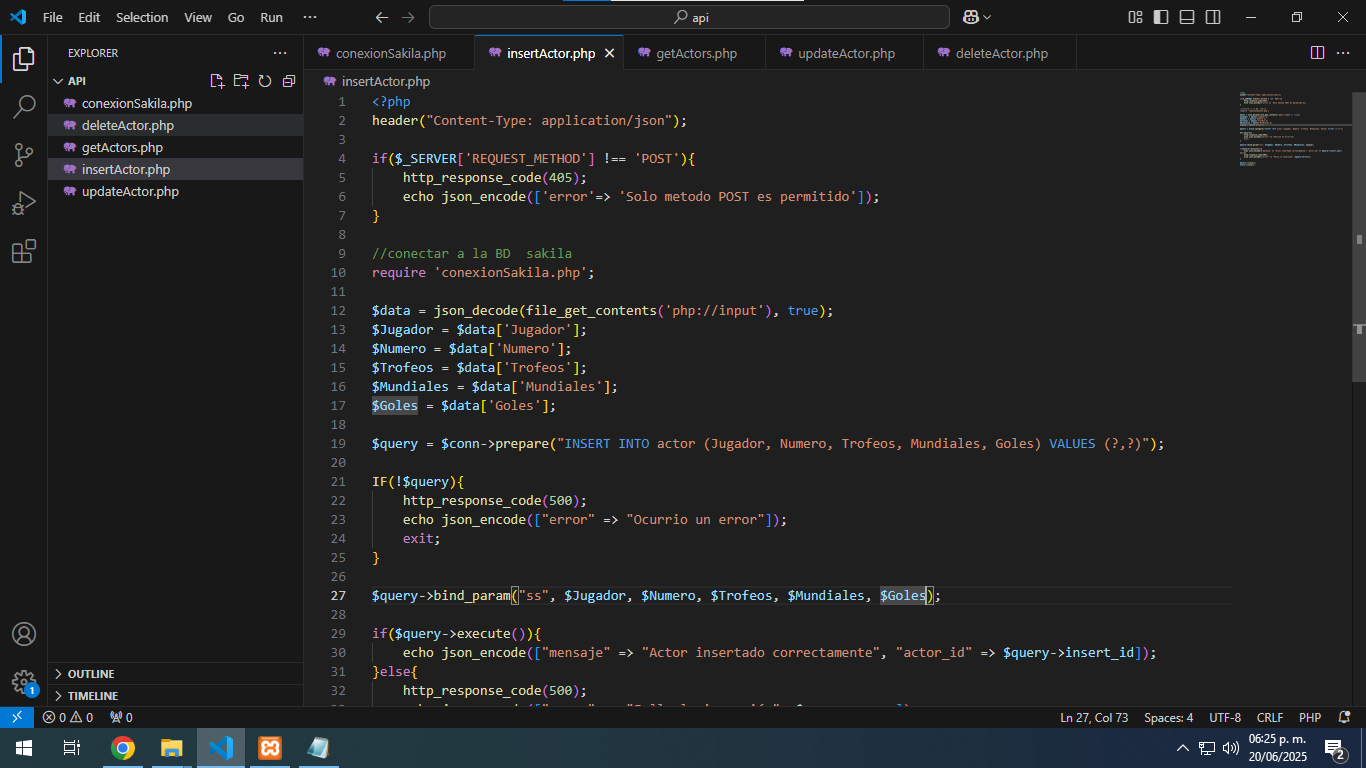 File Edit Selection View Go Run ··· api
EXPLORER ···
API
conexionSakila.php
deleteActor.php
getActors.php
insertActor.php
updateActor.php
OUTLINE
TIMELINE
conexionSakila.php insertActor.php getActors.php updateActor.php deleteActor.php ···
insertActor.php
1 <?php
2 header("Content-Type: application/json");
3
4 if($_SERVER['REQUEST_METHOD'] !== 'POST'){
5 http_response_code(405);
6 echo json_encode(['error'=> 'Solo metodo POST es permitido']);
7 }
8
9 //conectar a la BD  sakila
10 require 'conexionSakila.php';
11
12 $data = json_decode(file_get_contents('php://input'), true);
13 $Jugador = $data['Jugador'];
14 $Numero = $data['Numero'];
15 $Trofeos = $data['Trofeos'];
16 $Mundiales = $data['Mundiales'];
17 $Goles = $data['Goles'];
18
19 $query = $conn->prepare("INSERT INTO actor (Jugador, Numero, Trofeos, Mundiales, Goles) VALUES (?,?)");
20
21 IF(!$query){
22 http_response_code(500);
23 echo json_encode(["error" => "Ocurrio un error"]);
24 exit;
25 }
26
27 $query->bind_param("ss", $Jugador, $Numero, $Trofeos, $Mundiales, $Goles);
28
29 if($query->execute()){
30 echo json_encode(["mensaje" => "Actor insertado correctamente", "actor_id" => $query->insert_id]);
31 }else{
32 http_response_code(500);
1
0 0 0 Ln 27, Col 73 Spaces: 4 UTF-8 CRLF PHP
06:25 p. m.
20/06/2025
2